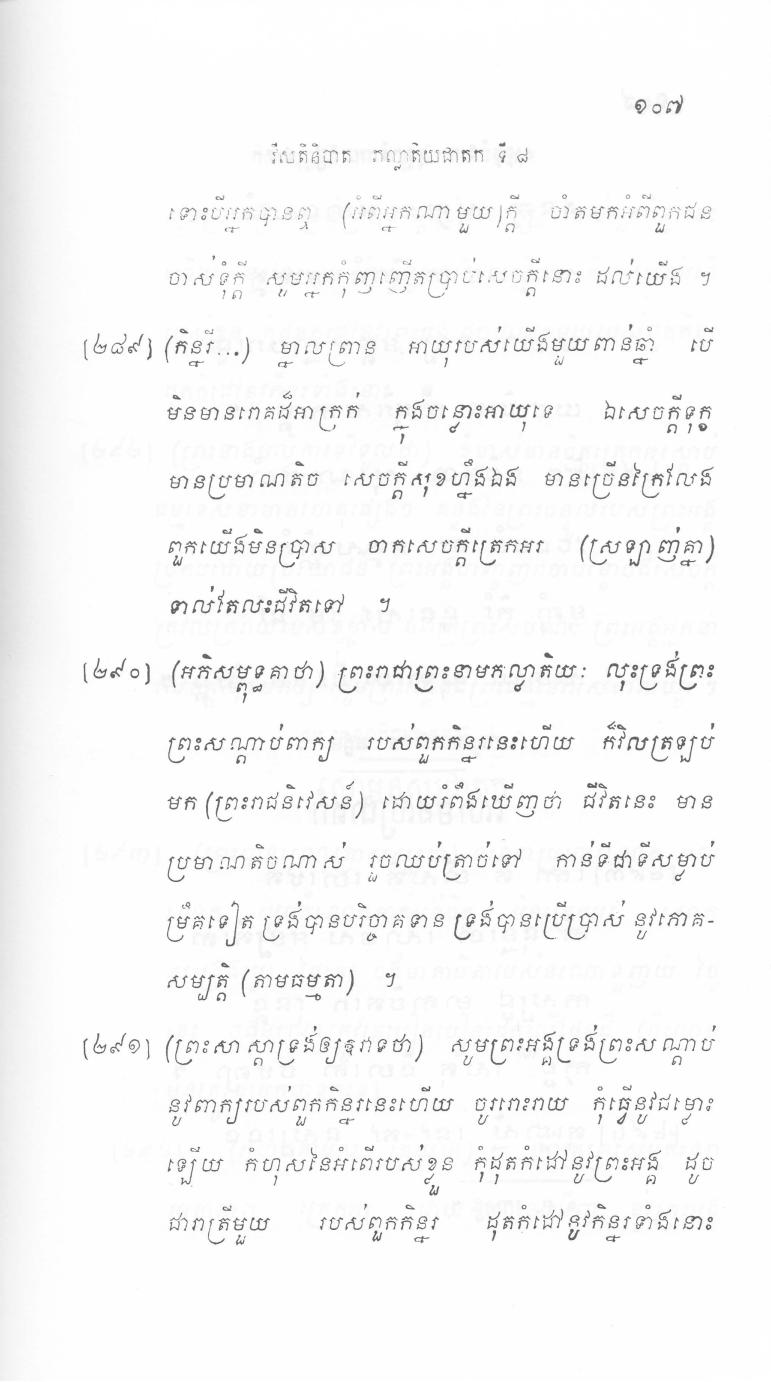 ១០៧
វីសតិនិបាត ភល្លាតិយជាតក ទី ៨
ទោះបីអ្នកបានឮ (អំពីអ្នកណាមួយ)ក្តី ចាំតមកអំពីពួកជន
ចាស់ទុំក្តី សូមអ្នកកុំញញើតប្រាប់សេចក្តីនោះ ដល់យើង ។
[២៨៩] (កិន្នរី...) ម្នាលព្រាន អាយុរបស់យើងមួយពាន់ឆ្នាំ បើ
មិនមានរោគដ៏អាក្រក់ ក្នុងចន្លោះអាយុទេ ឯសេចក្តីទុក្ខ
មានប្រមាណតិច សេចក្តីសុខហ្នឹងឯង មានច្រើនក្រៃលែង
ពួកយើងមិនប្រាស ចាកសេចក្តីត្រេកអរ (ស្រឡាញ់គ្នា)
ទាល់តែលះជីវិតទៅ ។
[២៩០] (អភិសម្ពុទ្ធគាថា) ព្រះរាជាព្រះនាមភល្លាតិយៈ លុះទ្រង់ព្រះ
ព្រះសណ្តាប់ពាក្យ របស់ពួកកិន្នរនេះហើយ ក៏វិលត្រឡប់
មក (ព្រះរាជនិវេសន៍) ដោយរំពឹងឃើញថា ជីវិតនេះ មាន
ប្រមាណតិចណាស់ រួចឈប់ត្រាច់ទៅ កាន់ទីជាទីសម្លាប់
ម្រឹគទៀត ទ្រង់បានបរិច្ចាគទាន ទ្រង់បានប្រើប្រាស់ នូវភោគ-
សម្បត្តិ (តាមធម្មតា) ។
[២៩១] (ព្រះសាស្តាទ្រង់ឲ្យឱវាទថា) សូមព្រះអង្គទ្រង់ព្រះសណ្តាប់
នូវពាក្យរបស់ពួកកិន្នរនេះហើយ ចូររោះរាយ កុំធ្វើនូវជម្លោះ
ឡើយ កំហុសនៃអំពើរបស់ខ្លួន កុំដុតកំដៅនូវព្រះអង្គ ដូច
ជារាត្រីមួយ របស់ពួកកិន្នរ ដុតកំដៅនូវកិន្នរទាំងនោះ